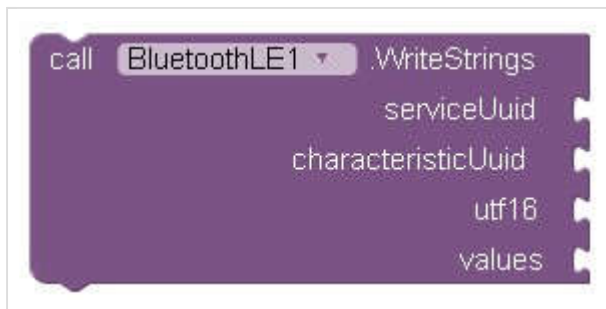 call BluetoothLE1 .WriteStrings
serviceUuid
characteristicUuid
utf16
values